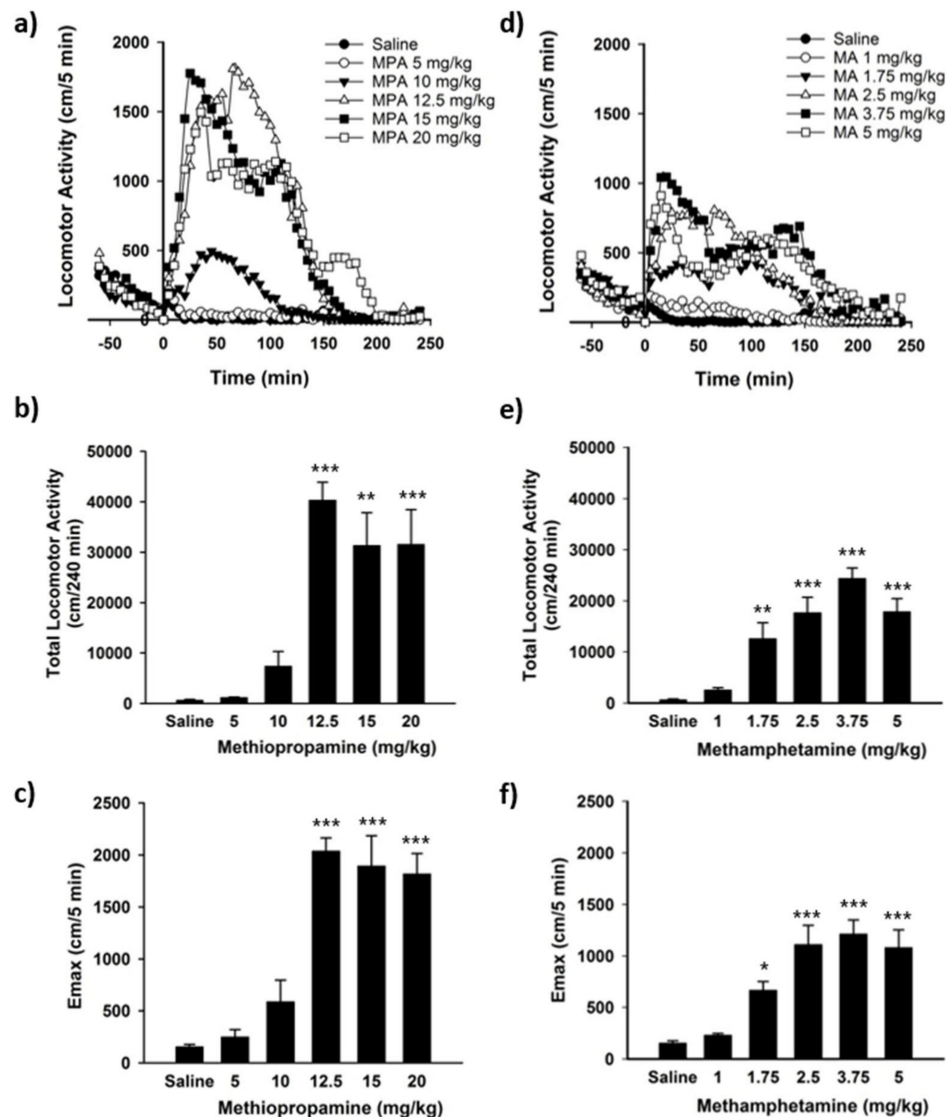 a)
Locomotor Activity (cm/5 min)
2000
1500
1000
500
0
-50 0 50 100 150 200 250
Time (min)
Saline
MPA 5 mg/kg
MPA 10 mg/kg
MPA 12.5 mg/kg
MPA 15 mg/kg
MPA 20 mg/kg
d)
Locomotor Activity (cm/5 min)
2000
1500
1000
500
0
-50 0 50 100 150 200 250
Time (min)
Saline
MA 1 mg/kg
MA 1.75 mg/kg
MA 2.5 mg/kg
MA 3.75 mg/kg
MA 5 mg/kg
b)
Total Locomotor Activity
(cm/240 min)
50000
40000
30000
20000
10000
0
*** ** ***
Saline 5 10 12.5 15 20
Methiopropamine (mg/kg)
e)
Total Locomotor Activity
(cm/240 min)
50000
40000
30000
20000
10000
0
** *** *** ***
Saline 1 1.75 2.5 3.75 5
Methamphetamine (mg/kg)
c)
Emax (cm/5 min)
2500
2000
1500
1000
500
0
*** *** ***
Saline 5 10 12.5 15 20
Methiopropamine (mg/kg)
f)
Emax (cm/5 min)
2500
2000
1500
1000
500
0
* *** *** ***
Saline 1 1.75 2.5 3.75 5
Methamphetamine (mg/kg)